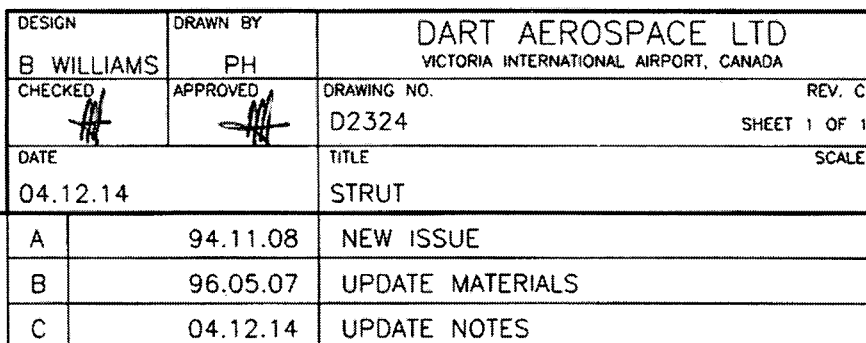 DESIGN DRAWN BY DART AEROSPACE LTD
B WILLIAMS PH VICTORIA INTERNATIONAL AIRPORT, CANADA
CHECKED APPROVED DRAWING NO. REV. C
D2324 SHEET 1 OF 1
DATE TITLE SCALE
04.12.14 STRUT
A 94.11.08 NEW ISSUE
B 96.05.07 UPDATE MATERIALS
C 04.12.14 UPDATE NOTES